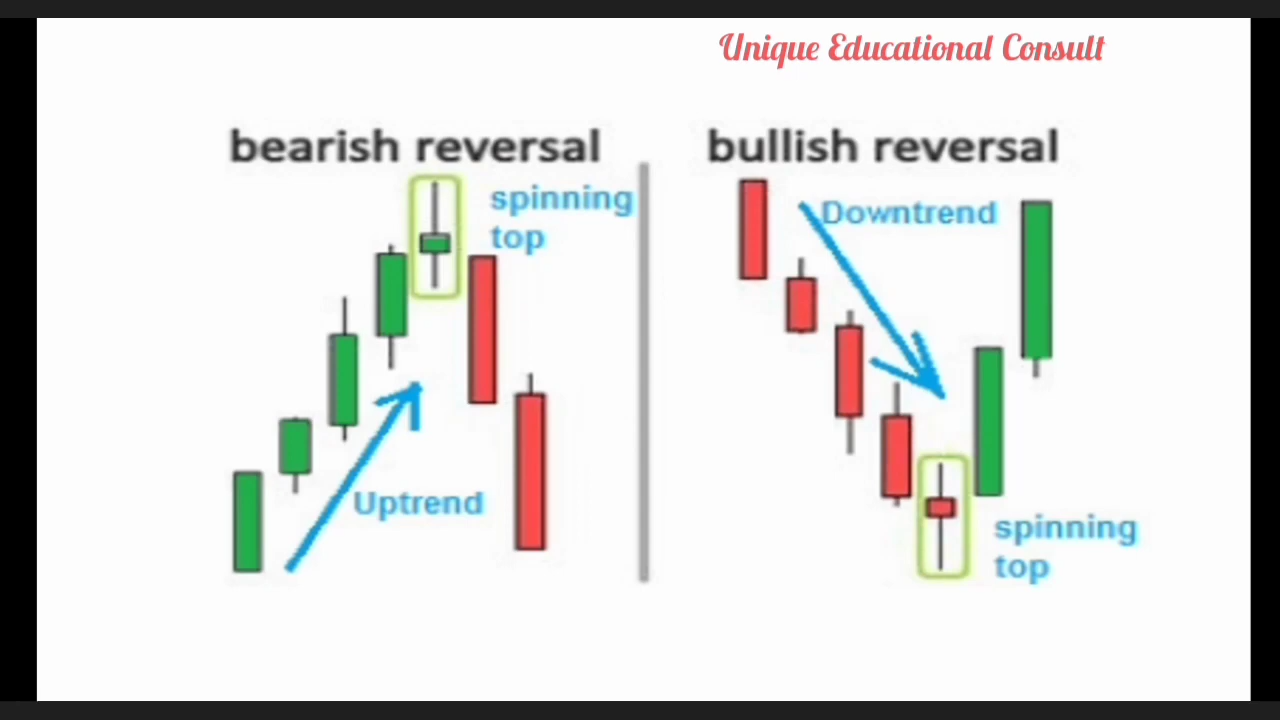 Unique Educational Consult
bearish reversal
spinning
top
Uptrend
bullish reversal
Downtrend
spinning
top